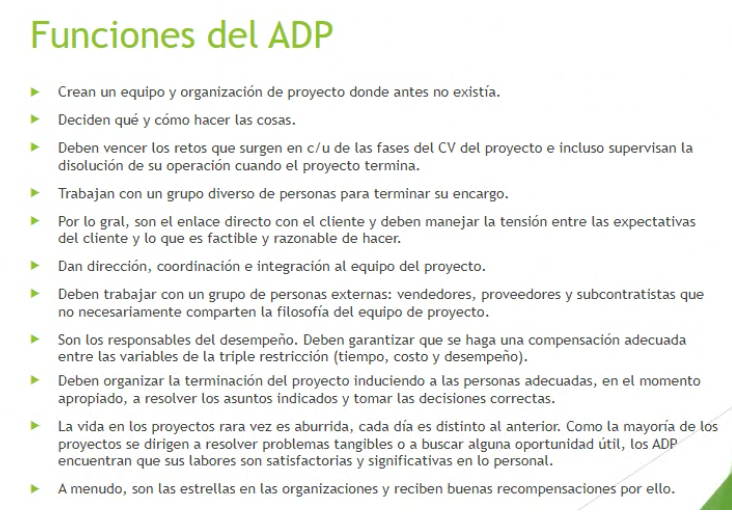 Funciones del ADP
Crean un equipo y organización de proyecto donde antes no existía.
Deciden qué y cómo hacer las cosas.
Deben vencer los retos que surgen en c/u de las fases del CV del proyecto e incluso supervisan la
disolución de su operación cuando el proyecto termina.
Trabajan con un grupo diverso de personas para terminar su encargo.
Por lo gral, son el enlace directo con el cliente y deben manejar la tensión entre las expectativas
del cliente y lo que es factible y razonable de hacer.
Dan dirección, coordinación e integración al equipo del proyecto.
Deben trabajar con un grupo de personas externas: vendedores, proveedores y subcontratistas que
no necesariamente comparten la filosofía del equipo de proyecto.
Son los responsables del desempeño. Deben garantizar que se haga una compensación adecuada
entre las variables de la triple restricción (tiempo, costo y desempeño).
Deben organizar la terminación del proyecto induciendo a las personas adecuadas, en el momento
apropiado, a resolver los asuntos indicados y tomar las decisiones correctas.
La vida en los proyectos rara vez es aburrida, cada día es distinto al anterior. Como la mayoría de los
proyectos se dirigen a resolver problemas tangibles o a buscar alguna oportunidad útil, los ADP
encuentran que sus labores son satisfactorias y significativas en lo personal.
A menudo, son las estrellas en las organizaciones y reciben buenas recompensaciones por ello.